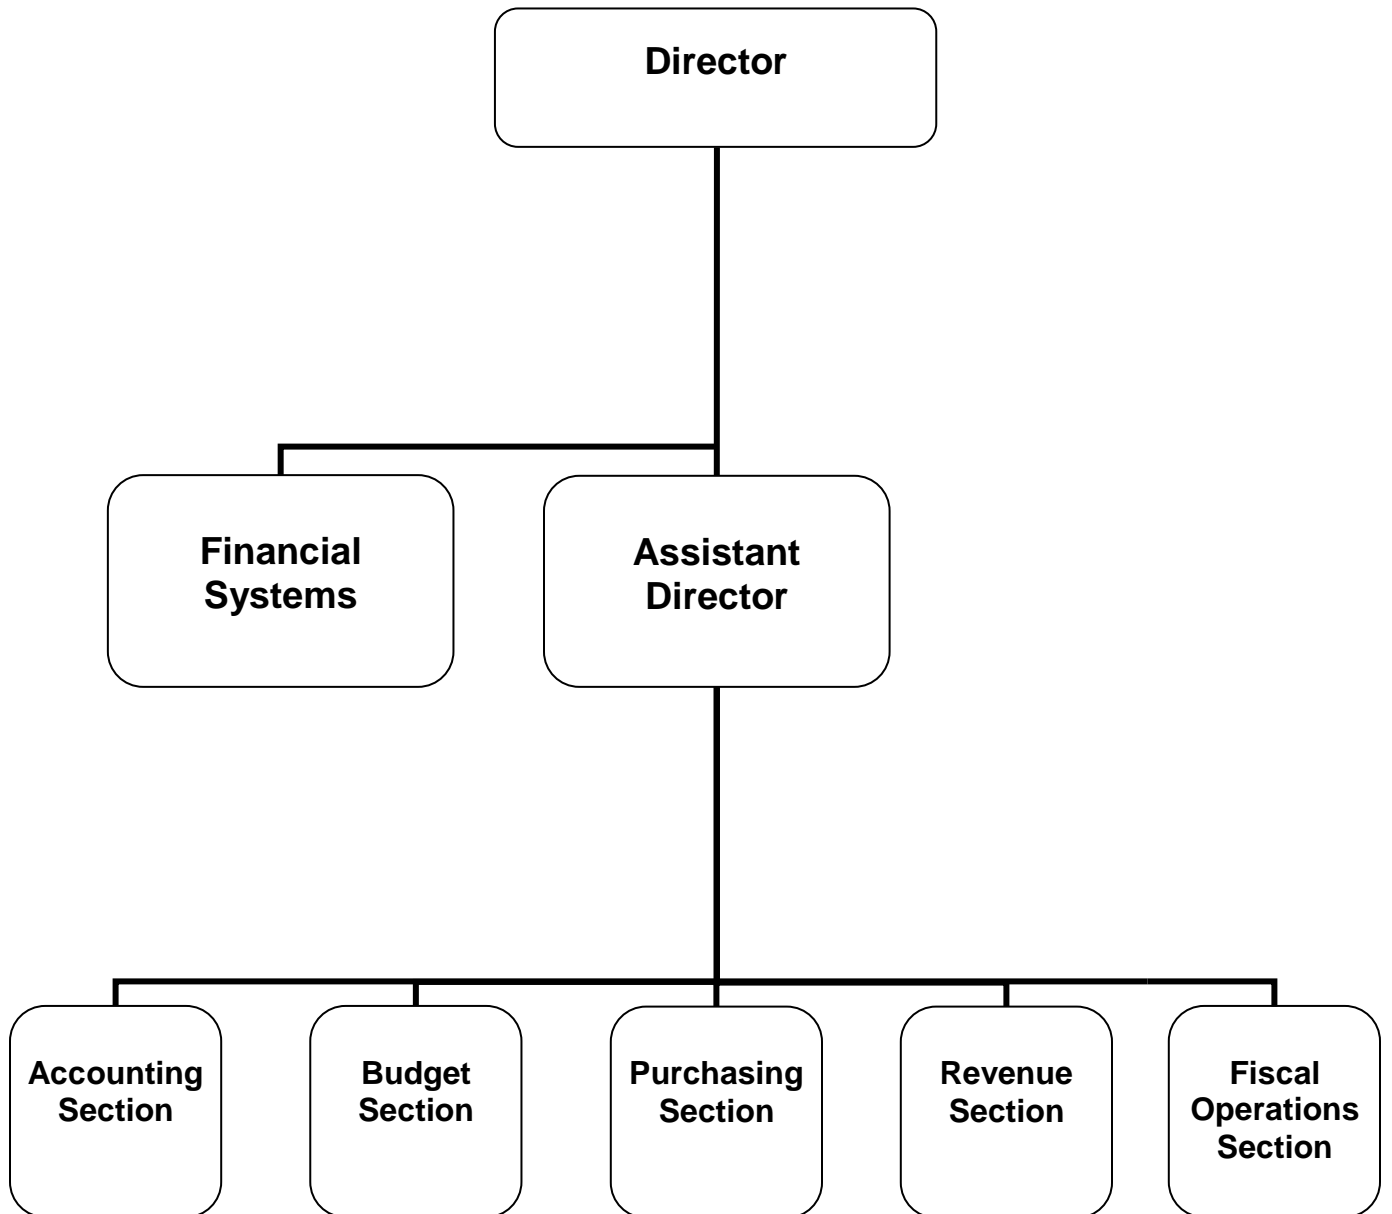 Director
Financial
Systems
Assistant
Director
Accounting
Section
Budget
Section
Purchasing
Section
Revenue
Section
Fiscal
Operations
Section